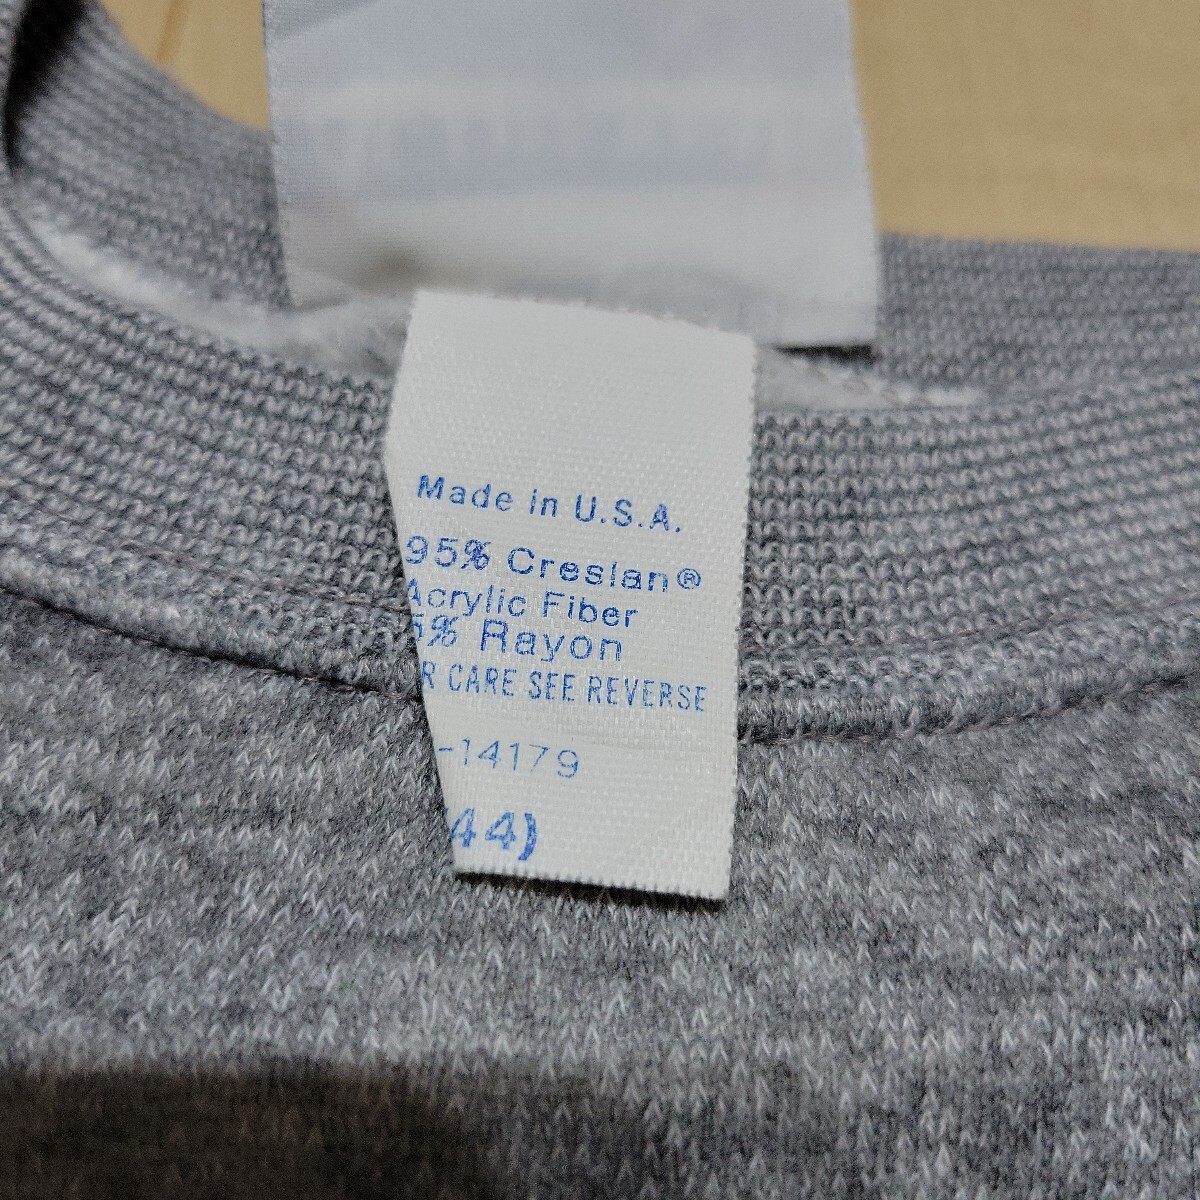 Made in U.S.A.
95% Creslan®
Acrylic Fiber
5% Rayon
R CARE SEE REVERSE
-14179
44)